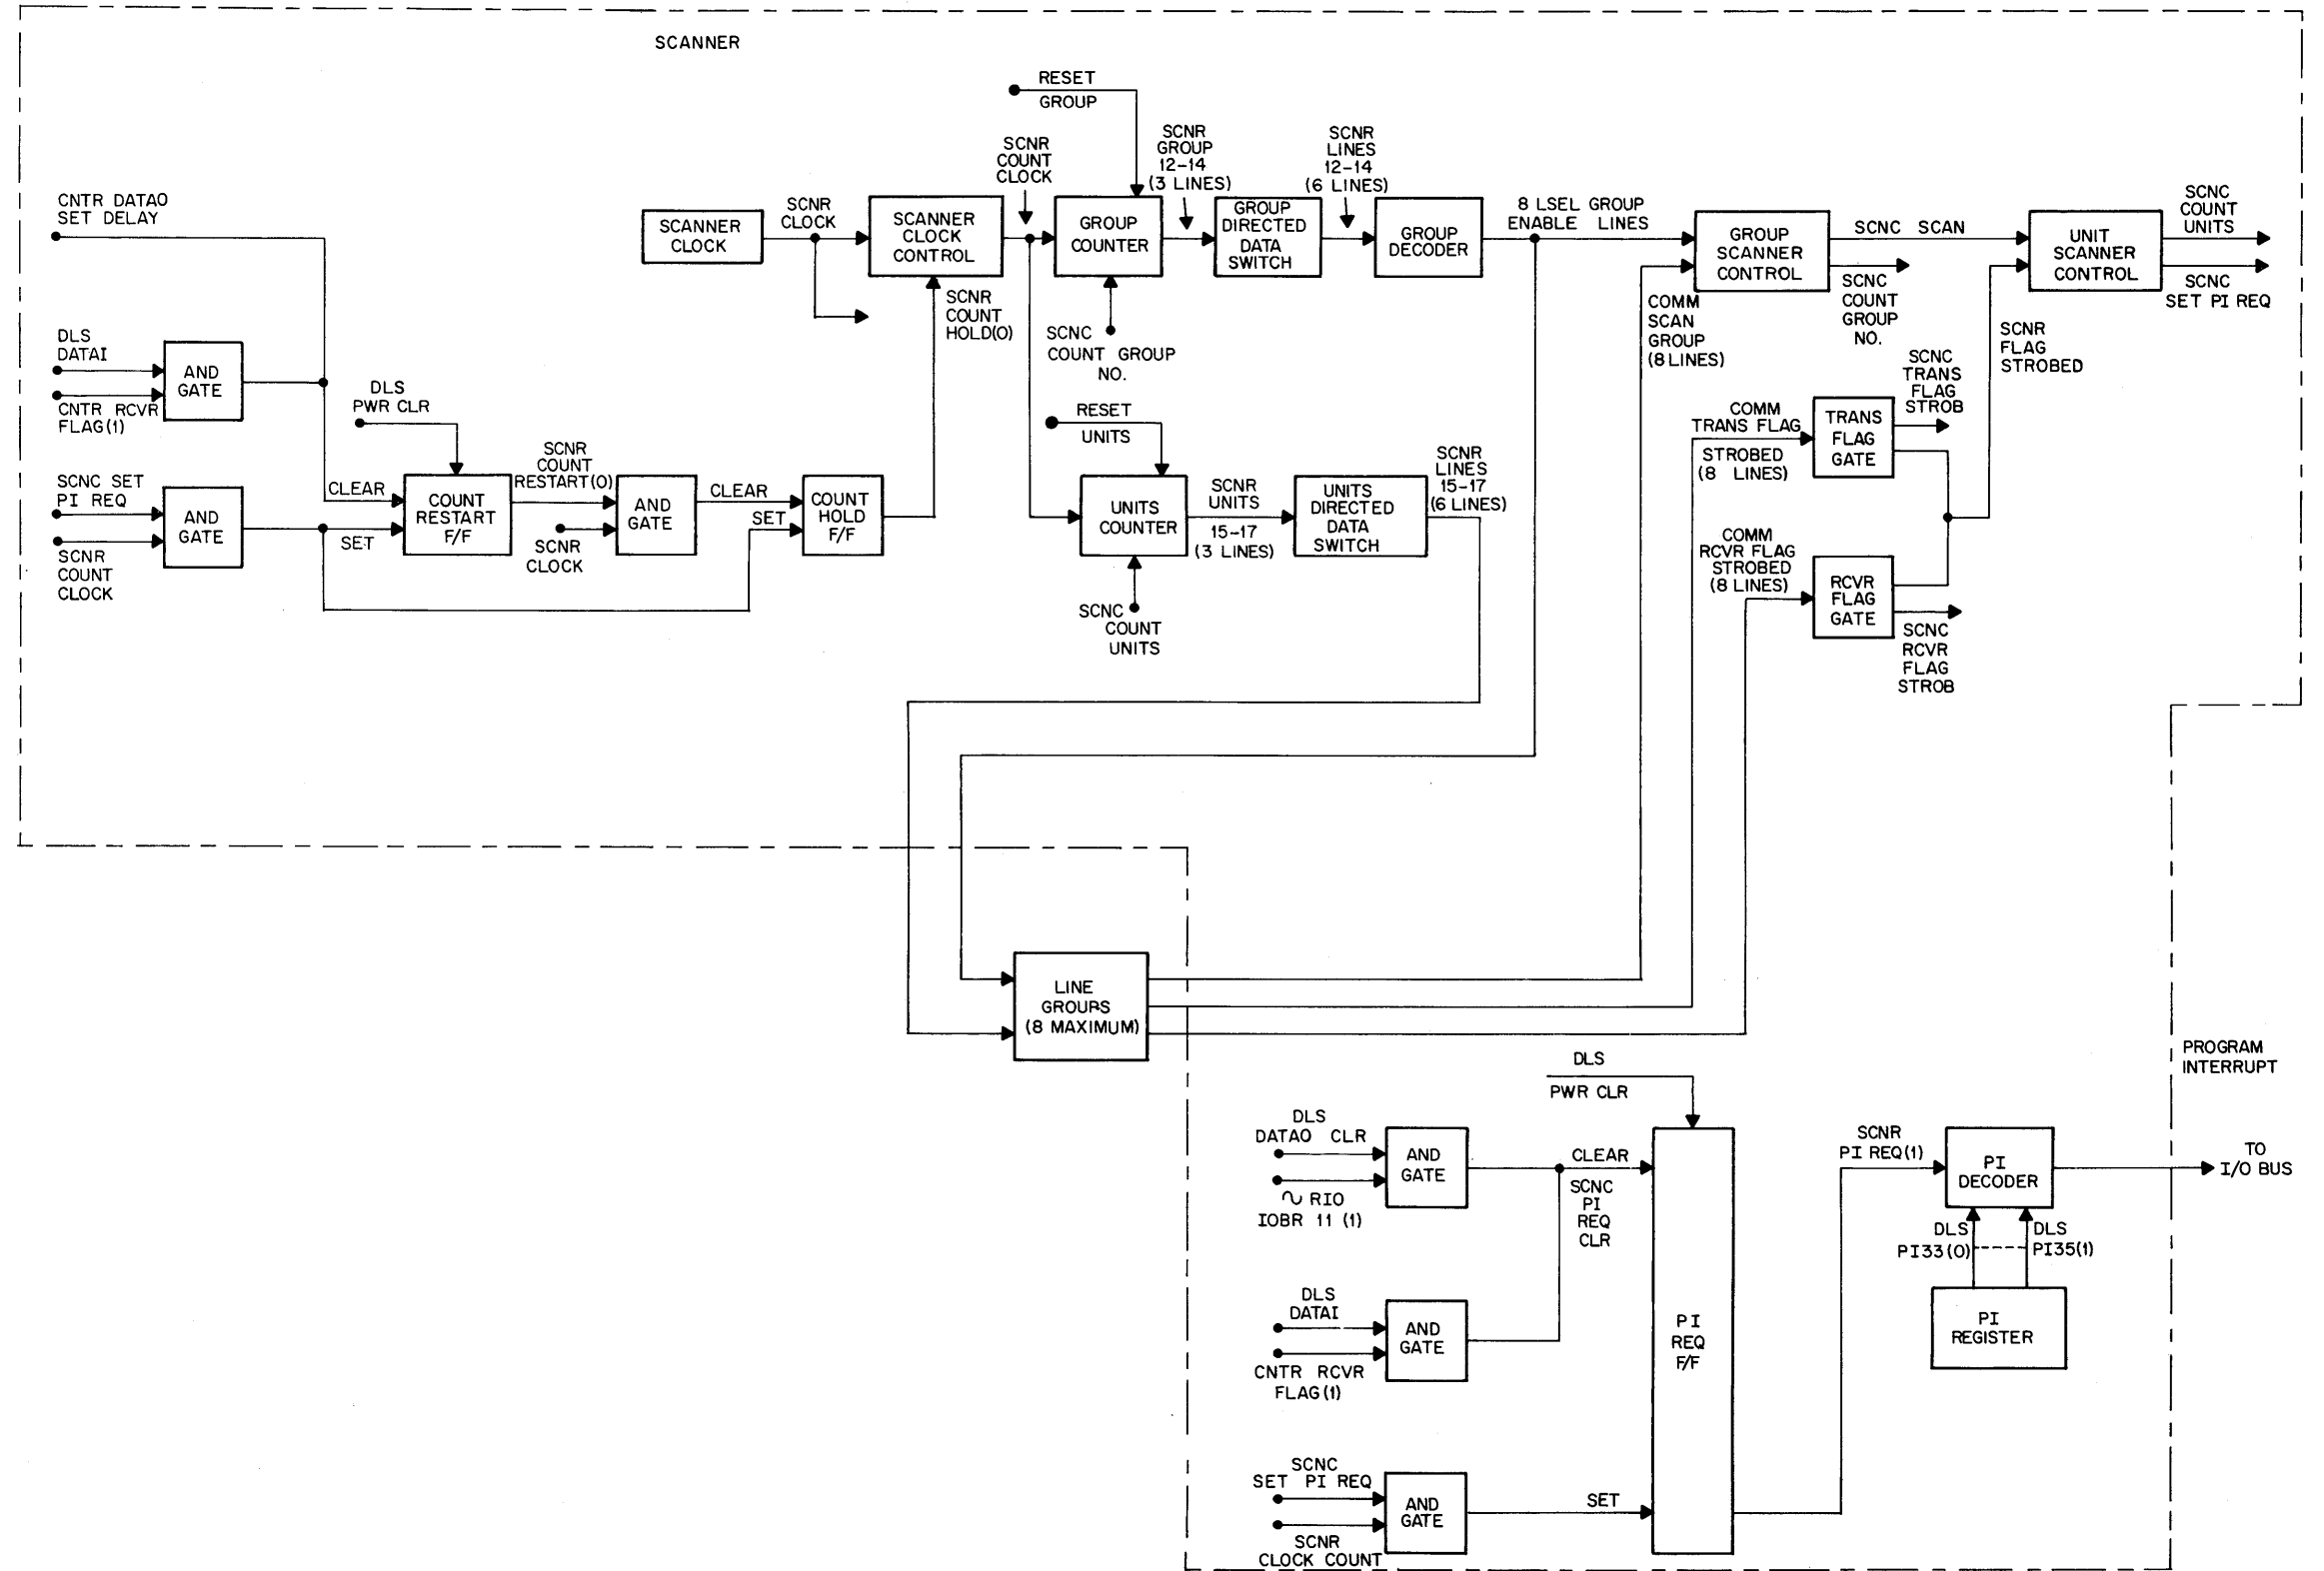 SCANNER
RESET
GROUP
SCNR
COUNT
CLOCK
SCNR
GROUP
12-14
(3 LINES)
SCNR
LINES
12-14
(6 LINES)
CNTR DATAO
SET DELAY
SCANNER
CLOCK
SCNR
CLOCK
SCANNER
CLOCK
CONTROL
GROUP
COUNTER
GROUP
DIRECTED
DATA
SWITCH
GROUP
DECODER
8 LSEL GROUP
ENABLE LINES
GROUP
SCANNER
CONTROL
SCNC SCAN
UNIT
SCANNER
CONTROL
SCNC
COUNT
UNITS
SCNC
SET PI REQ
SCNR
COUNT
HOLD(0)
SCNC
COUNT GROUP
NO.
COMM
SCAN
GROUP
(8 LINES)
SCNC
COUNT
GROUP
NO.
SCNR
FLAG
STROBED
DLS
DATAI
CNTR RCVR
FLAG(1)
AND
GATE
DLS
PWR CLR
RESET
UNITS
COMM
TRANS FLAG
STROBED
(8 LINES)
TRANS
FLAG
GATE
SCNC
TRANS
FLAG
STROB
SCNC SET
PI REQ
SCNR
COUNT
CLOCK
AND
GATE
CLEAR
SET
COUNT
RESTART
F/F
SCNR
COUNT
RESTART(0)
SCNR
CLOCK
AND
GATE
CLEAR
SET
COUNT
HOLD
F/F
UNITS
COUNTER
SCNR
UNITS
15-17
(3 LINES)
UNITS
DIRECTED
DATA
SWITCH
SCNR
LINES
15-17
(6 LINES)
SCNC
COUNT
UNITS
COMM
RCVR FLAG
STROBED
(8 LINES)
RCVR
FLAG
GATE
SCNC
RCVR
FLAG
STROB
LINE
GROUPS
(8 MAXIMUM)
PROGRAM
INTERRUPT
DLS
PWR CLR
DLS
DATAO CLR
∿ RIO
IOBR 11 (1)
AND
GATE
CLEAR
SCNC
PI
REQ
CLR
SCNR
PI REQ(1)
PI
DECODER
TO
I/O BUS
DLS
PI33(0)
DLS
PI35(1)
PI
REGISTER
DLS
DATAI
CNTR RCVR
FLAG(1)
AND
GATE
PI
REQ
F/F
SCNC
SET PI REQ
SCNR
CLOCK COUNT
AND
GATE
SET